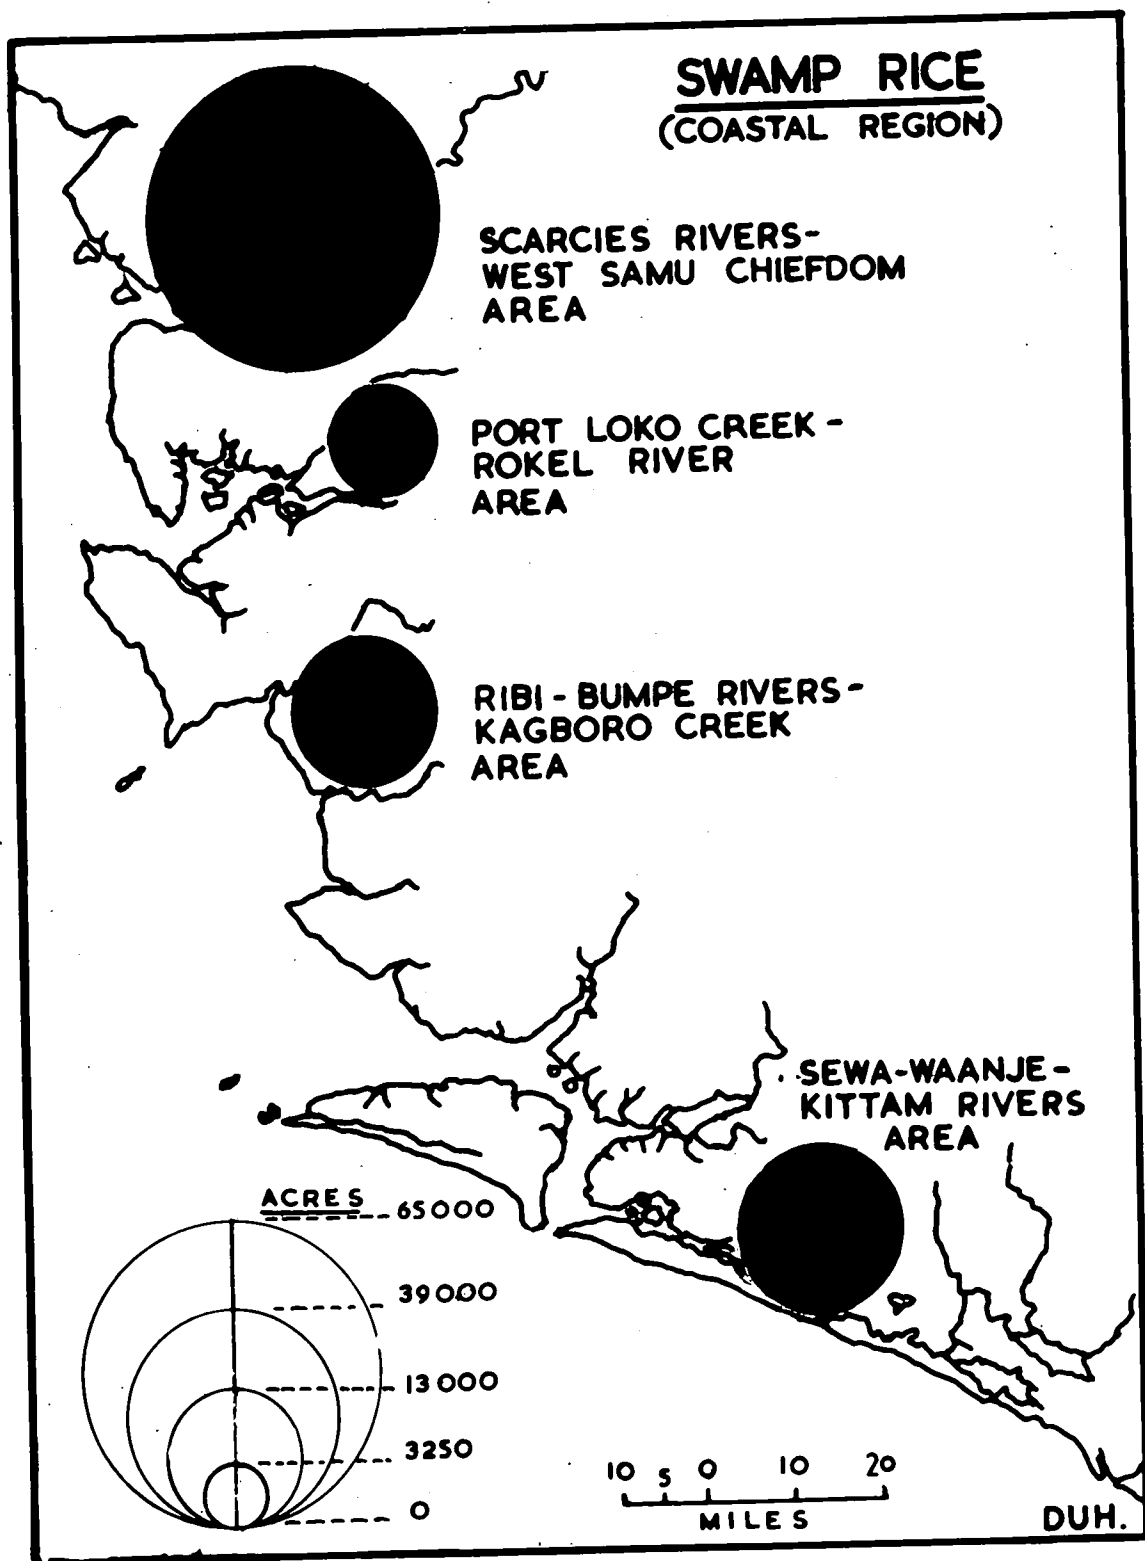 SWAMP RICE
(COASTAL REGION)
SCARCIES RIVERS-
WEST SAMU CHIEFDOM
AREA
PORT LOKO CREEK-
ROKEL RIVER
AREA
RIBI-BUMPE RIVERS-
KAGBORO CREEK
AREA
SEWA-WAANJE-
KITTAM RIVERS
AREA
ACRES
65000
39000
13000
3250
0
10 5 0 10 20
MILES
DUH.